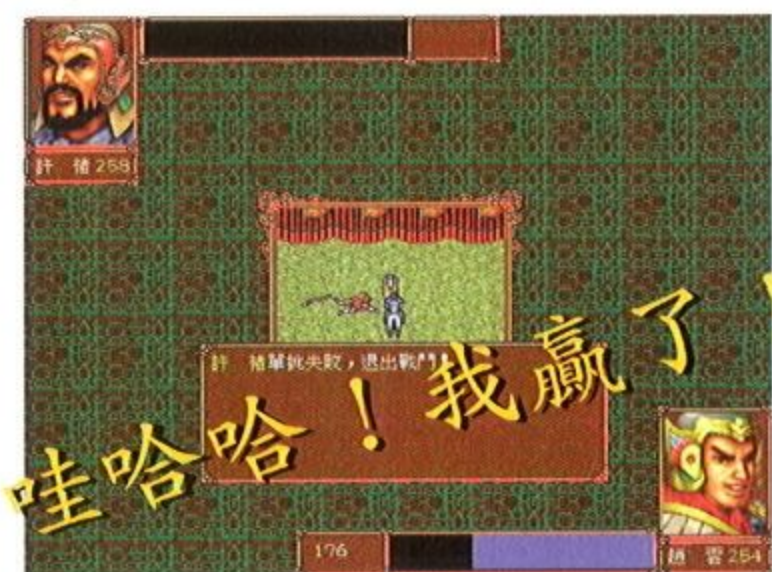 許 褚 258
許 褚單挑失敗，退出戰鬥！
哇哈哈！我贏了！
176
趙 雲 254